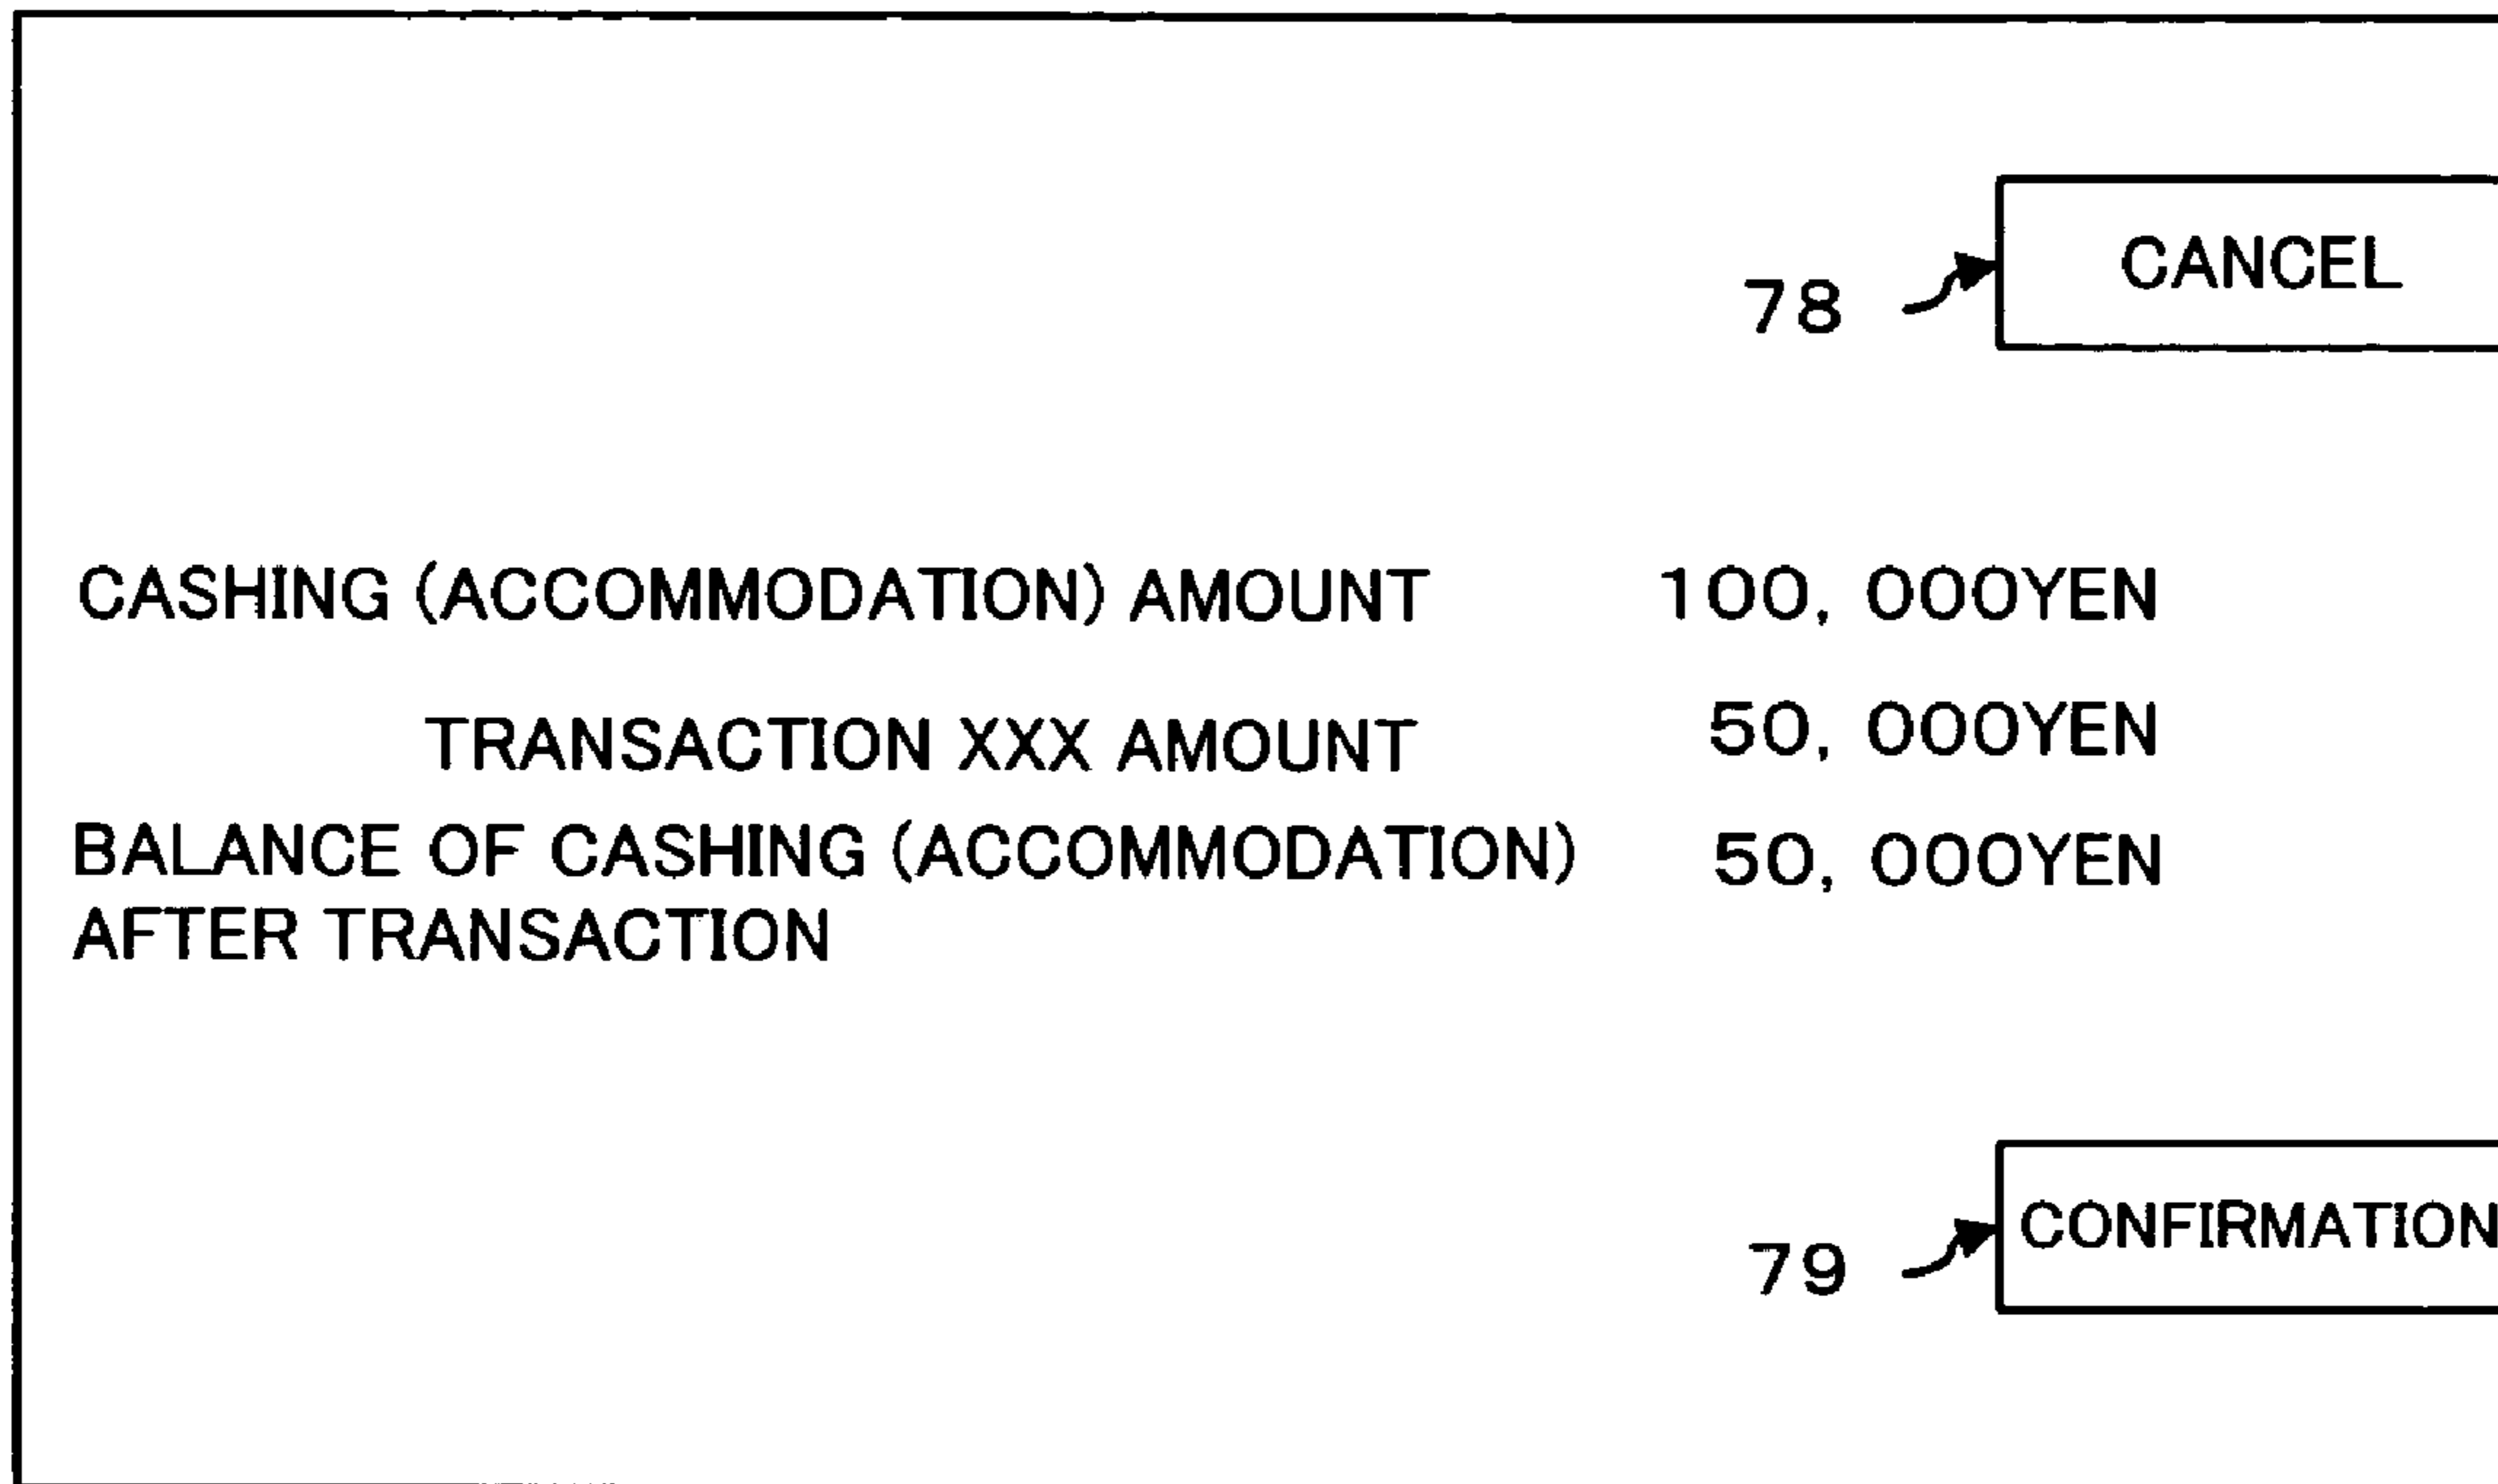 CANCEL
78
CASHING (ACCOMMODATION) AMOUNT 100, 000YEN
TRANSACTION XXX AMOUNT 50, 000YEN
BALANCE OF CASHING (ACCOMMODATION) 50, 000YEN
AFTER TRANSACTION
CONFIRMATION
79